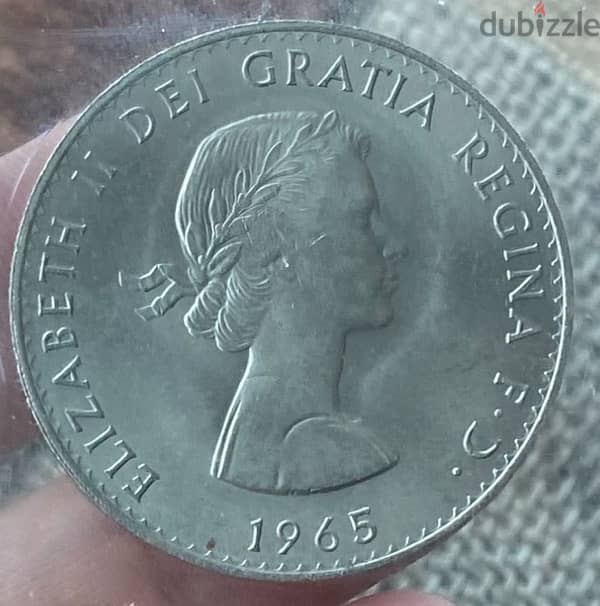 dubizzle
ELIZABETH II DEI GRATIA REGINA F·D·
1965